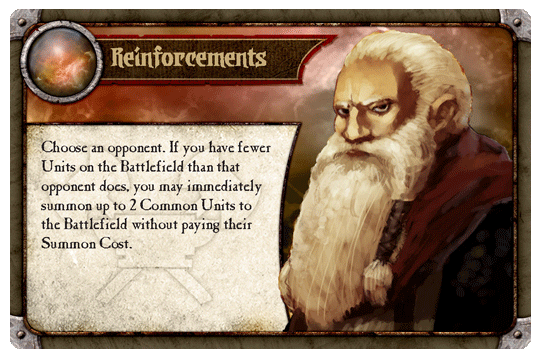 Reinforcements
Choose an opponent. If you have fewer
Units on the Battlefield than that
opponent does, you may immediately
summon up to 2 Common Units to
the Battlefield without paying their
Summon Cost.